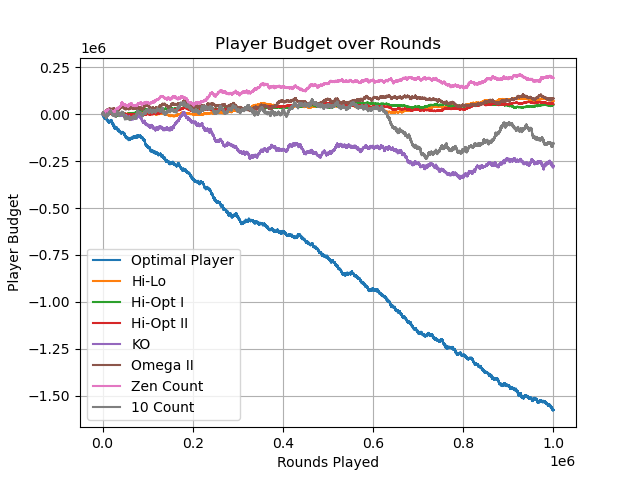 Player Budget over Rounds
1e6
0.25
0.00
−0.25
−0.50
−0.75
−1.00
−1.25
−1.50
Player Budget
Optimal Player
Hi-Lo
Hi-Opt I
Hi-Opt II
KO
Omega II
Zen Count
10 Count
0.0 0.2 0.4 0.6 0.8 1.0
Rounds Played
1e6